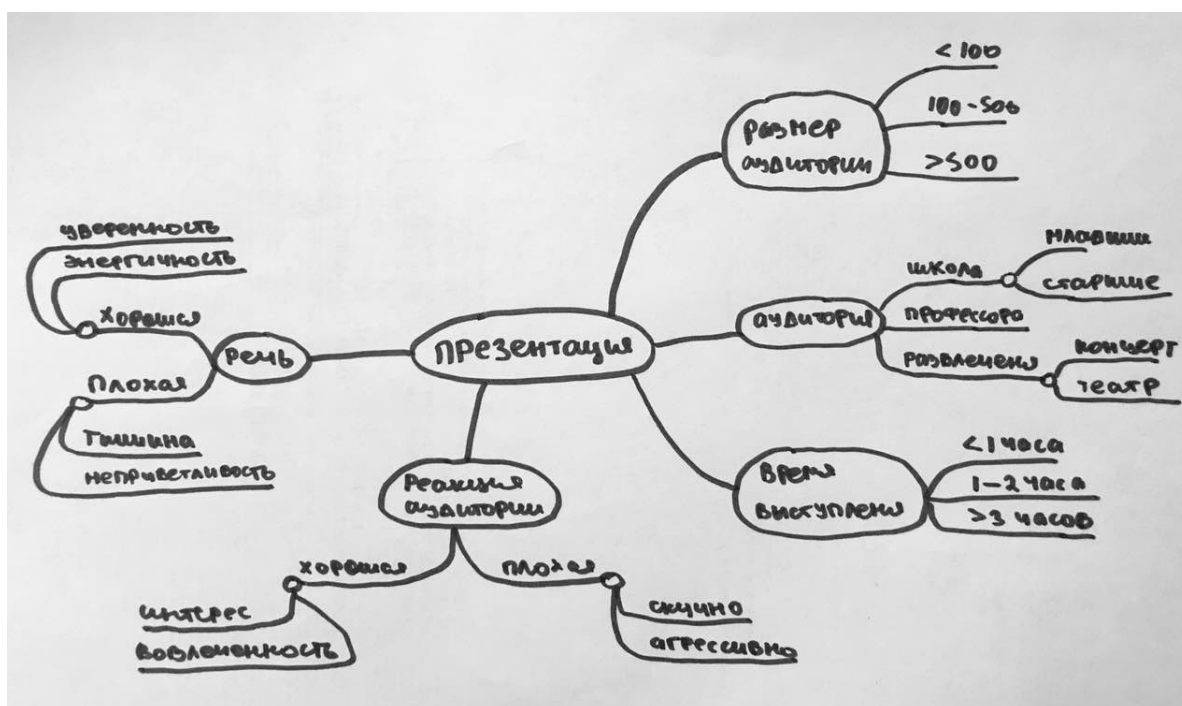 презентация
размер
аудитории
< 100
100-500
>500
аудитория
школа
младшие
старшие
профессора
развлечения
концерт
театр
время
выступления
<1 часа
1-2 часа
>3 часов
Реакция
аудитории
хорошая
интерес
вовлеченность
плохая
скучно
агрессивно
речь
хорошая
уверенность
энергичность
плохая
тишина
неприветливость